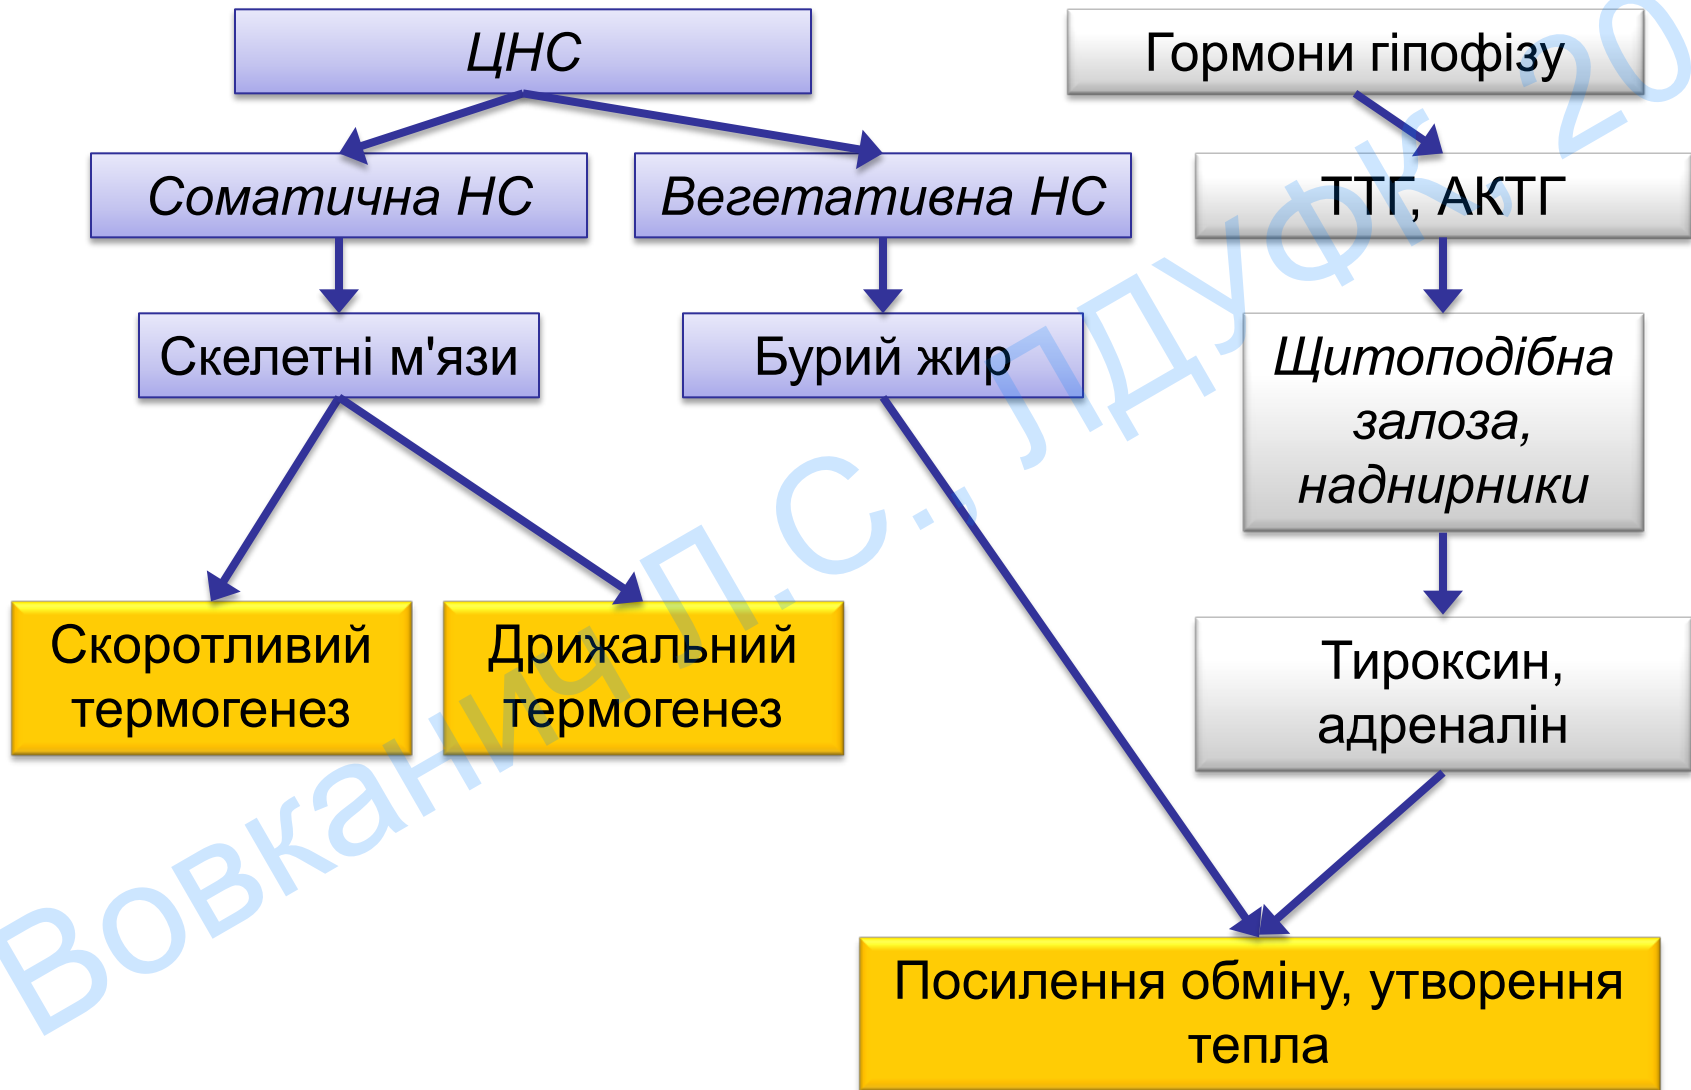 ЦНС
Гормони гіпофізу
Соматична НС
Вегетативна НС
ТТГ, АКТГ
Скелетні м'язи
Бурий жир
Щитоподібна
залоза,
наднирники
Скоротливий
термогенез
Дрижальний
термогенез
Тироксин,
адреналін
Посилення обміну, утворення
тепла
Вовканич Л.С., ЛДУФК, 20